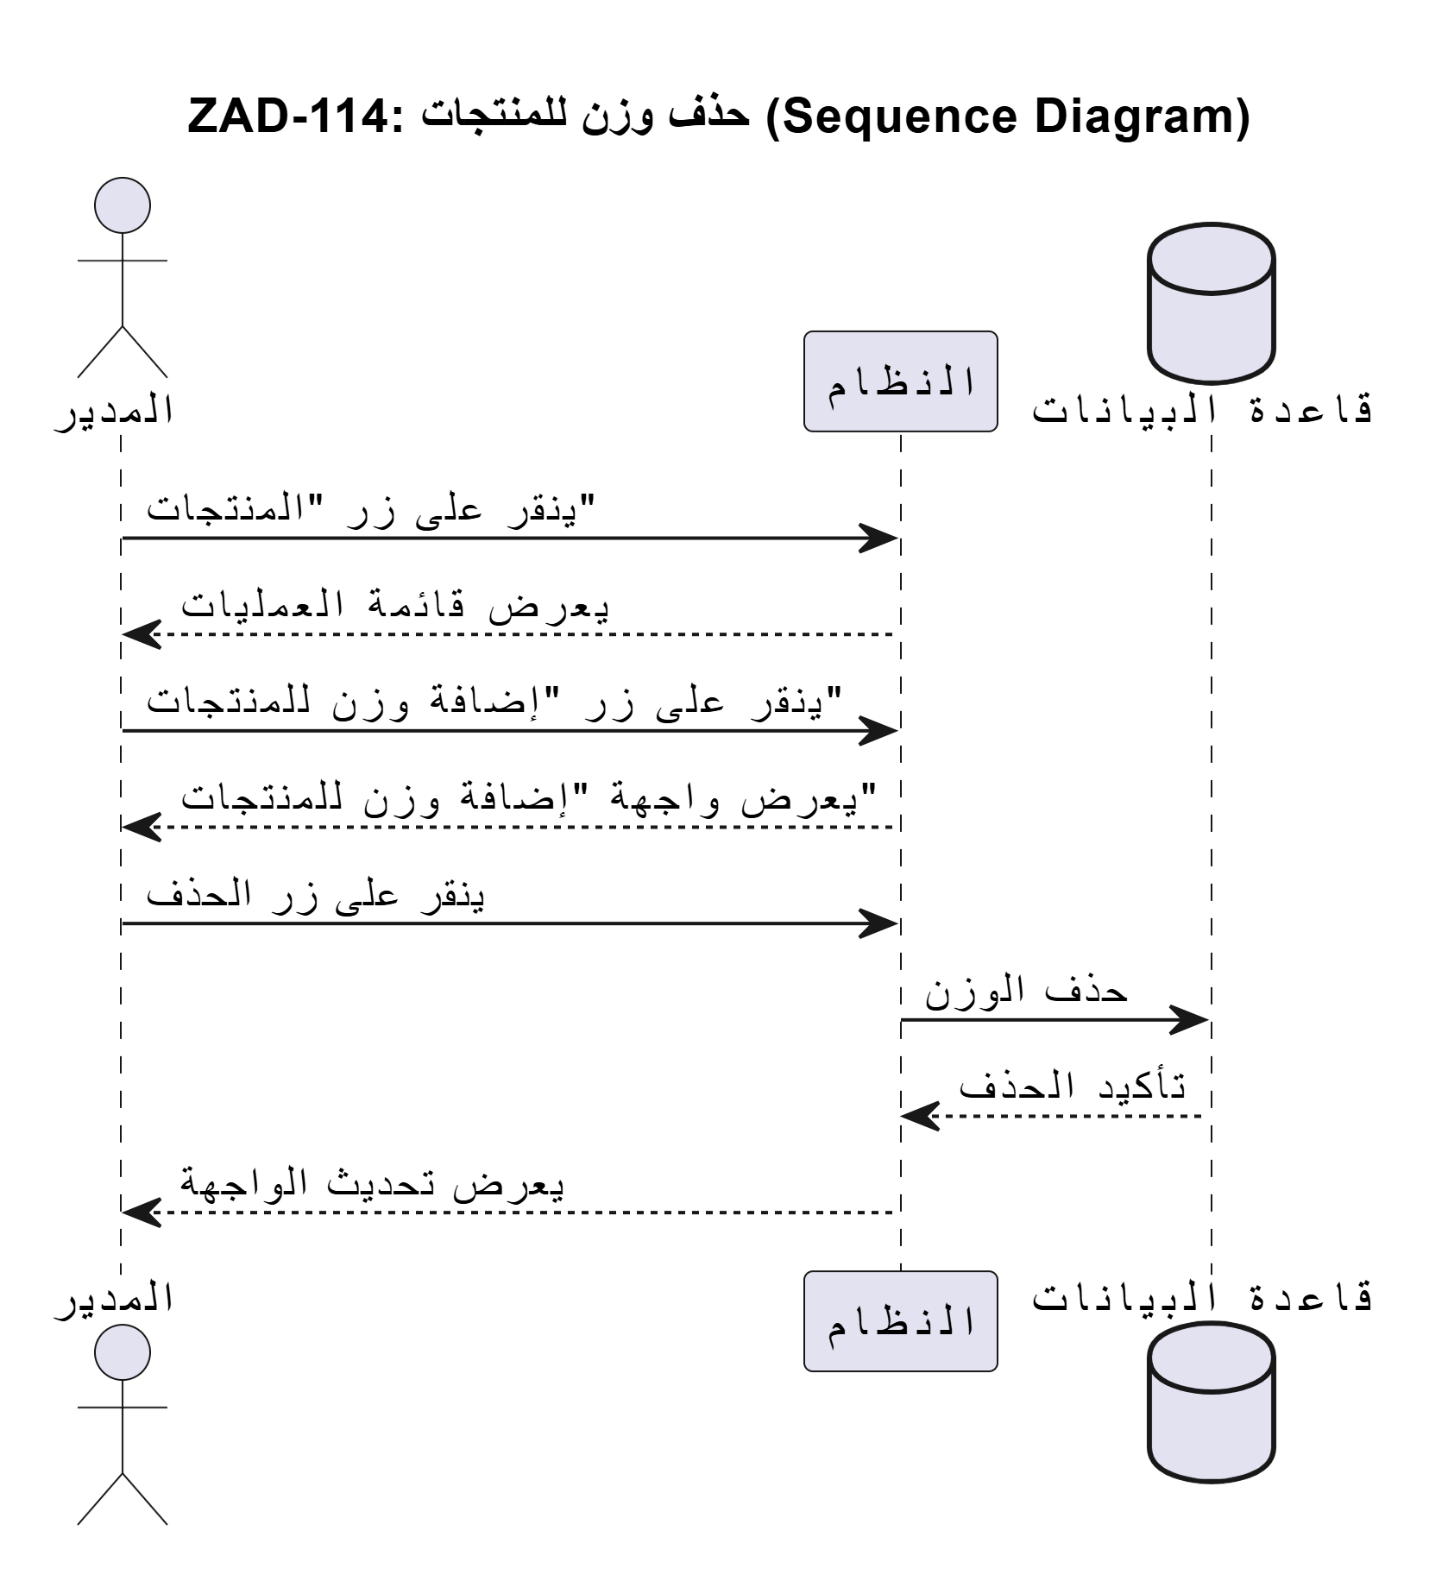 ZAD-114: حذف وزن للمنتجات (Sequence Diagram)
المدير
النظام
قاعدة البيانات
ينقر على زر "المنتجات"
يعرض قائمة العمليات
ينقر على زر "إضافة وزن للمنتجات"
يعرض واجهة "إضافة وزن للمنتجات"
ينقر على زر الحذف
حذف الوزن
تأكيد الحذف
يعرض تحديث الواجهة
المدير
النظام
قاعدة البيانات